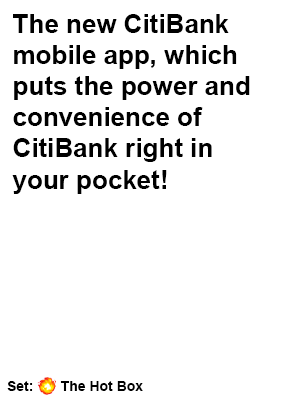 The new CitiBank
mobile app, which
puts the power and
convenience of
CitiBank right in
your pocket!
Set: The Hot Box